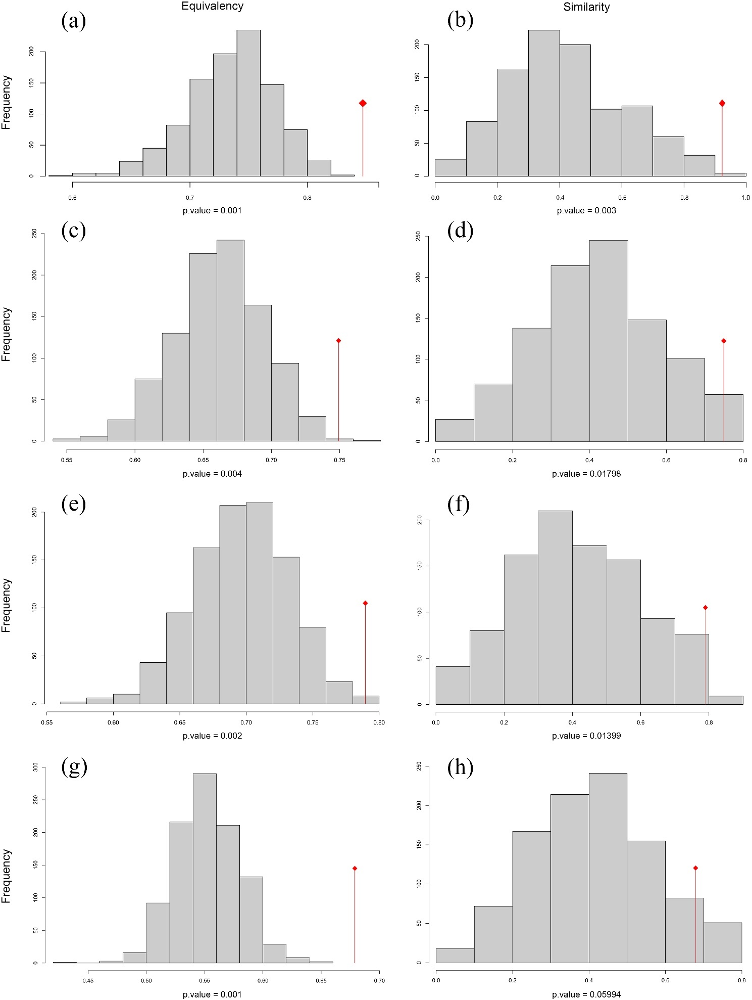 Equivalency
Similarity
(a)
(b)
Frequency
0 50 100 150 200
0 50 100 150 200
0.6 0.7 0.8
0.0 0.2 0.4 0.6 0.8 1.0
p.value = 0.001
p.value = 0.003
(c)
(d)
Frequency
0 50 100 150 200 250
0 50 100 150 200 250
0.55 0.60 0.65 0.70 0.75
0.0 0.2 0.4 0.6 0.8
p.value = 0.004
p.value = 0.01798
(e)
(f)
Frequency
0 50 100 150 200
0 50 100 150 200
0.55 0.60 0.65 0.70 0.75 0.80
0.0 0.2 0.4 0.6 0.8
p.value = 0.002
p.value = 0.01399
(g)
(h)
Frequency
0 50 100 150 200 250 300
0 50 100 150 200 250
0.45 0.50 0.55 0.60 0.65 0.70
0.0 0.2 0.4 0.6 0.8
p.value = 0.001
p.value = 0.05994